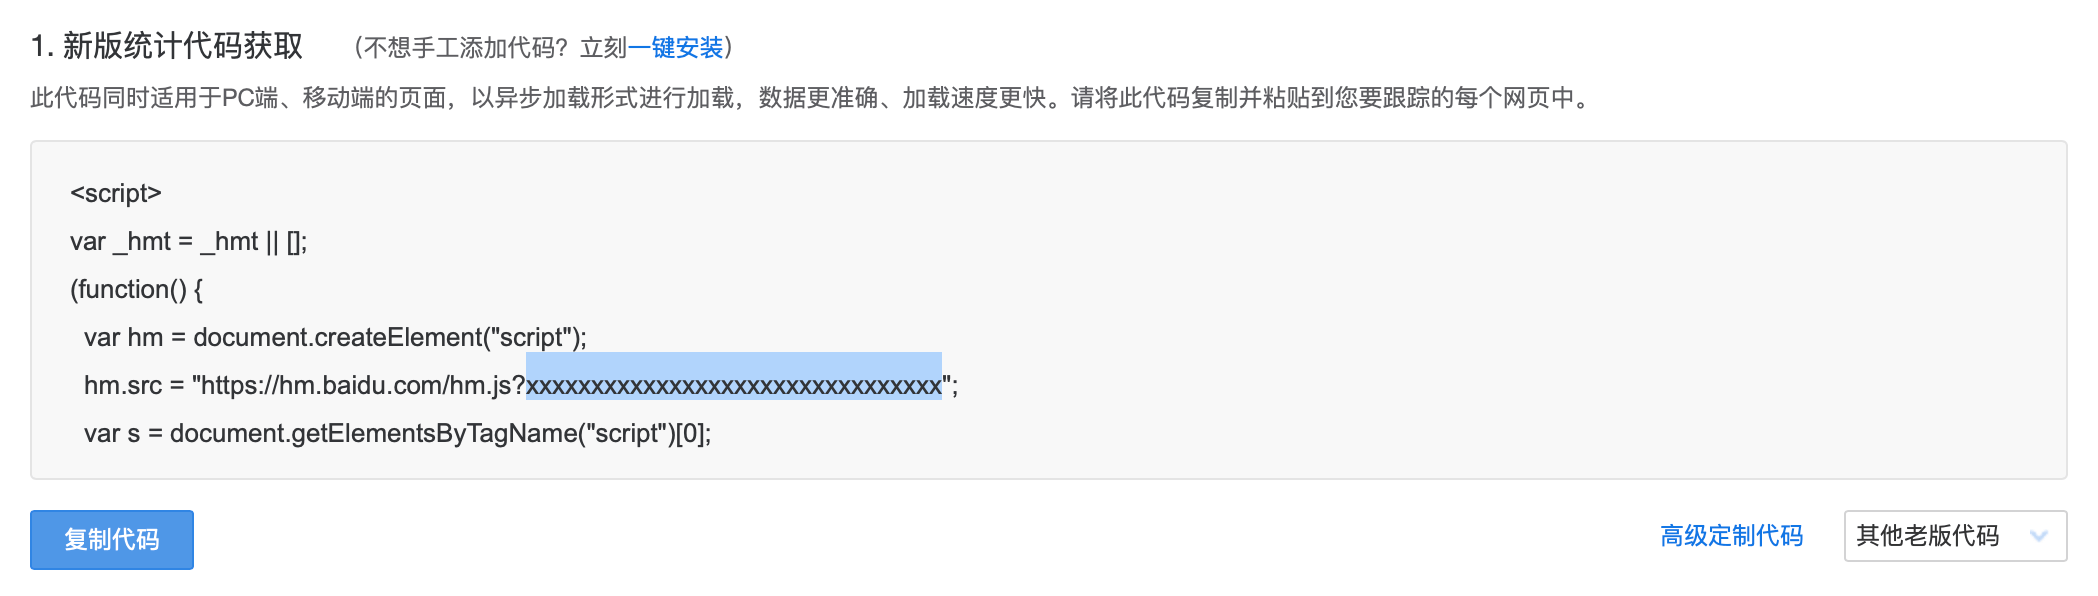 1. 新版统计代码获取 （不想手工添加代码？立刻一键安装）
此代码同时适用于PC端、移动端的页面，以异步加载形式进行加载，数据更准确、加载速度更快。请将此代码复制并粘贴到您要跟踪的每个网页中。
<script>
var _hmt = _hmt || [];
(function() {
var hm = document.createElement("script");
hm.src = "https://hm.baidu.com/hm.js?xxxxxxxxxxxxxxxxxxxxxxxxxxxxxxxx";
var s = document.getElementsByTagName("script")[0];
复制代码 高级定制代码 其他老版代码